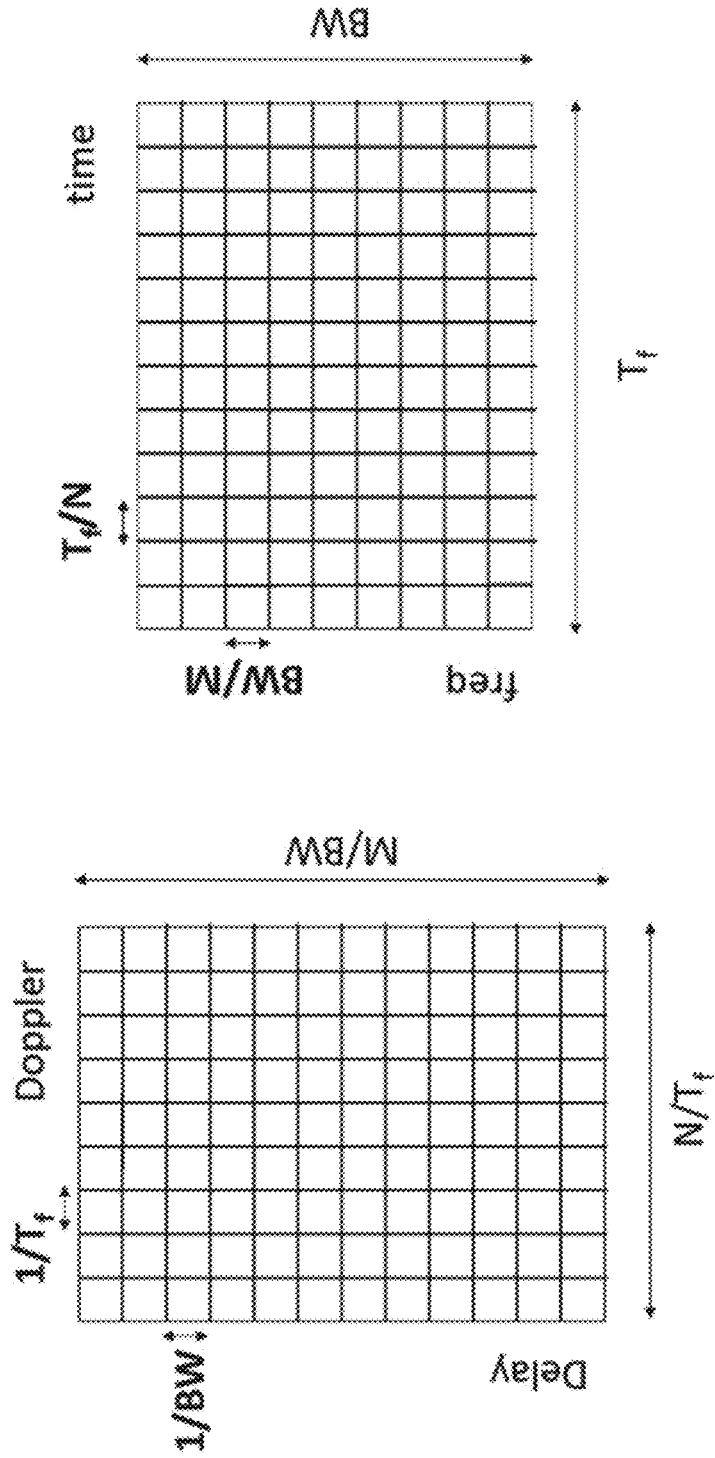 1/T_f
Doppler
1/BW
M/BW
Delay
N/T_f
T_f/N
time
BW/M
BW
freq
T_f